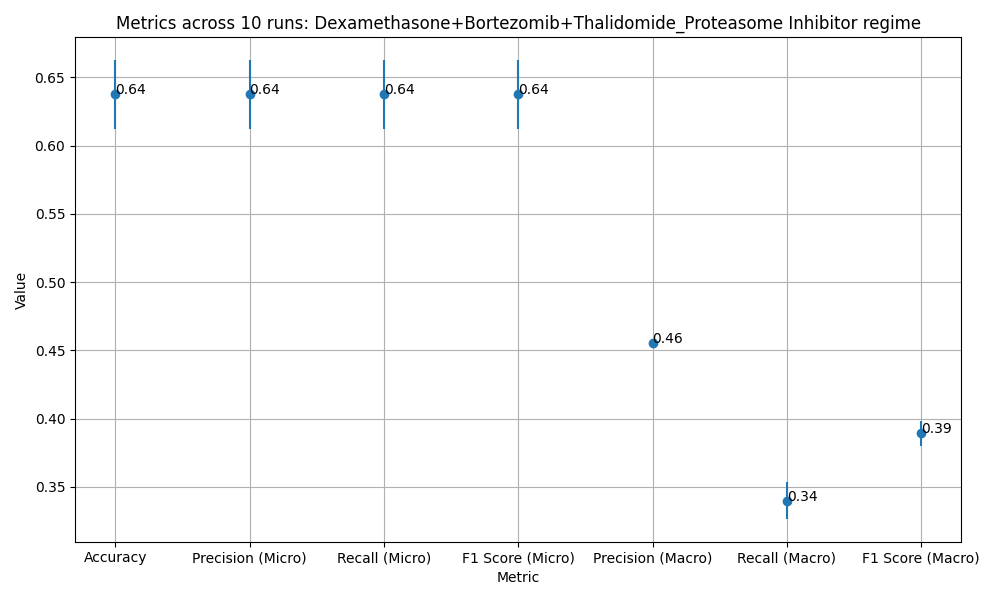 Metrics across 10 runs: Dexamethasone+Bortezomib+Thalidomide_Proteasome Inhibitor regime
0.65
0.60
0.55
0.50
0.45
0.40
0.35
Value
0.64
0.64
0.64
0.64
0.46
0.34
0.39
Accuracy
Precision (Micro)
Recall (Micro)
F1 Score (Micro)
Precision (Macro)
Recall (Macro)
F1 Score (Macro)
Metric